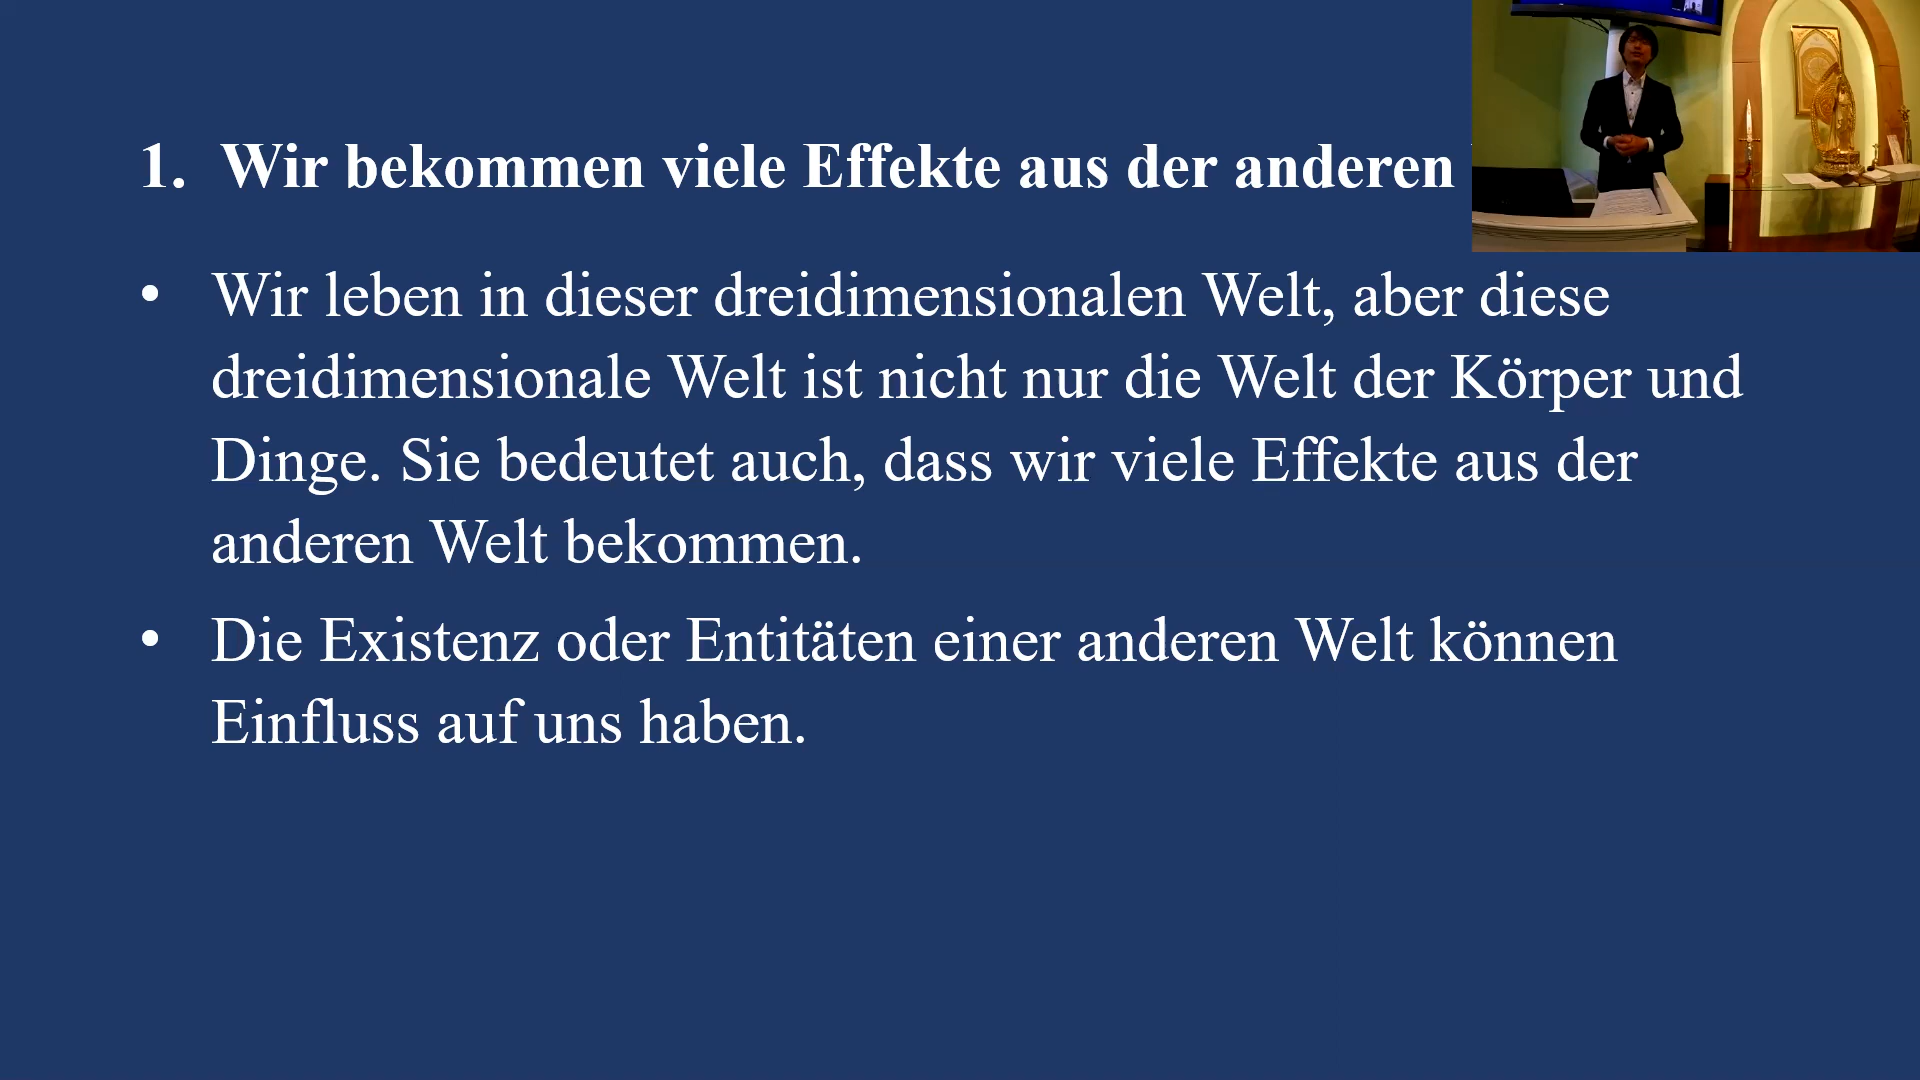 1. Wir bekommen viele Effekte aus der anderen
• Wir leben in dieser dreidimensionalen Welt, aber diese
dreidimensionale Welt ist nicht nur die Welt der Körper und
Dinge. Sie bedeutet auch, dass wir viele Effekte aus der
anderen Welt bekommen.
• Die Existenz oder Entitäten einer anderen Welt können
Einfluss auf uns haben.